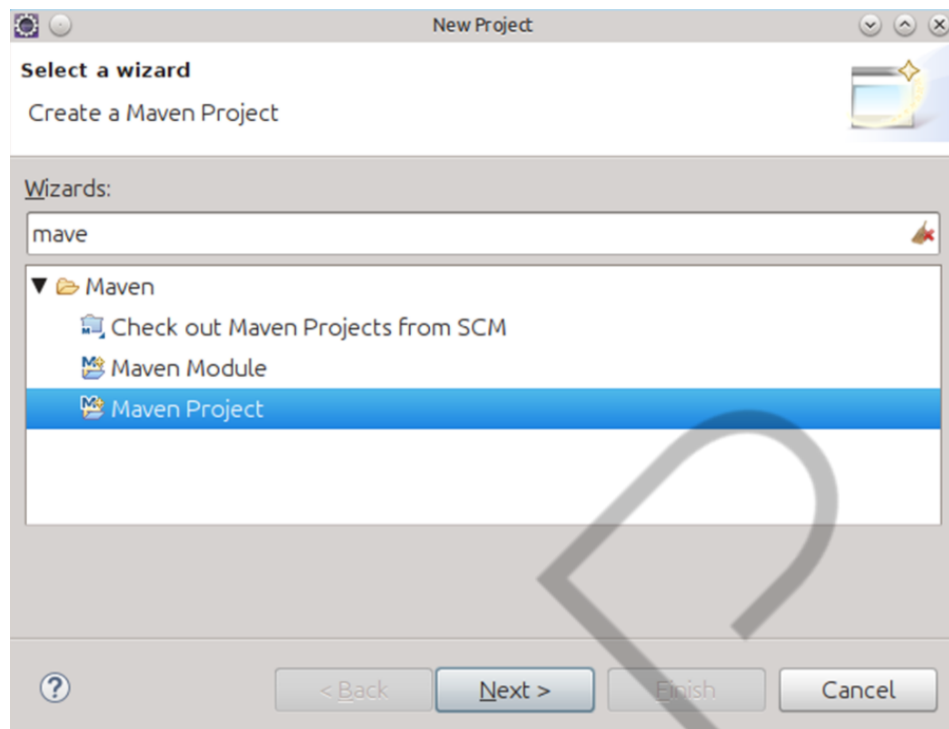 New Project
Select a wizard
Create a Maven Project
Wizards:
mave
Maven
Check out Maven Projects from SCM
Maven Module
Maven Project
? < Back Next > Finish Cancel